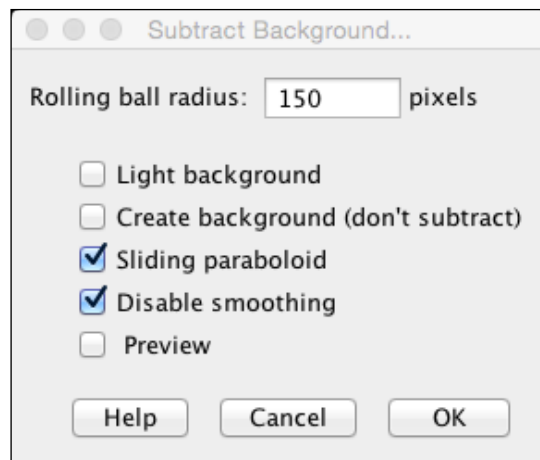 Subtract Background...
Rolling ball radius: 150 pixels
Light background
Create background (don't subtract)
Sliding paraboloid
Disable smoothing
Preview
Help Cancel OK